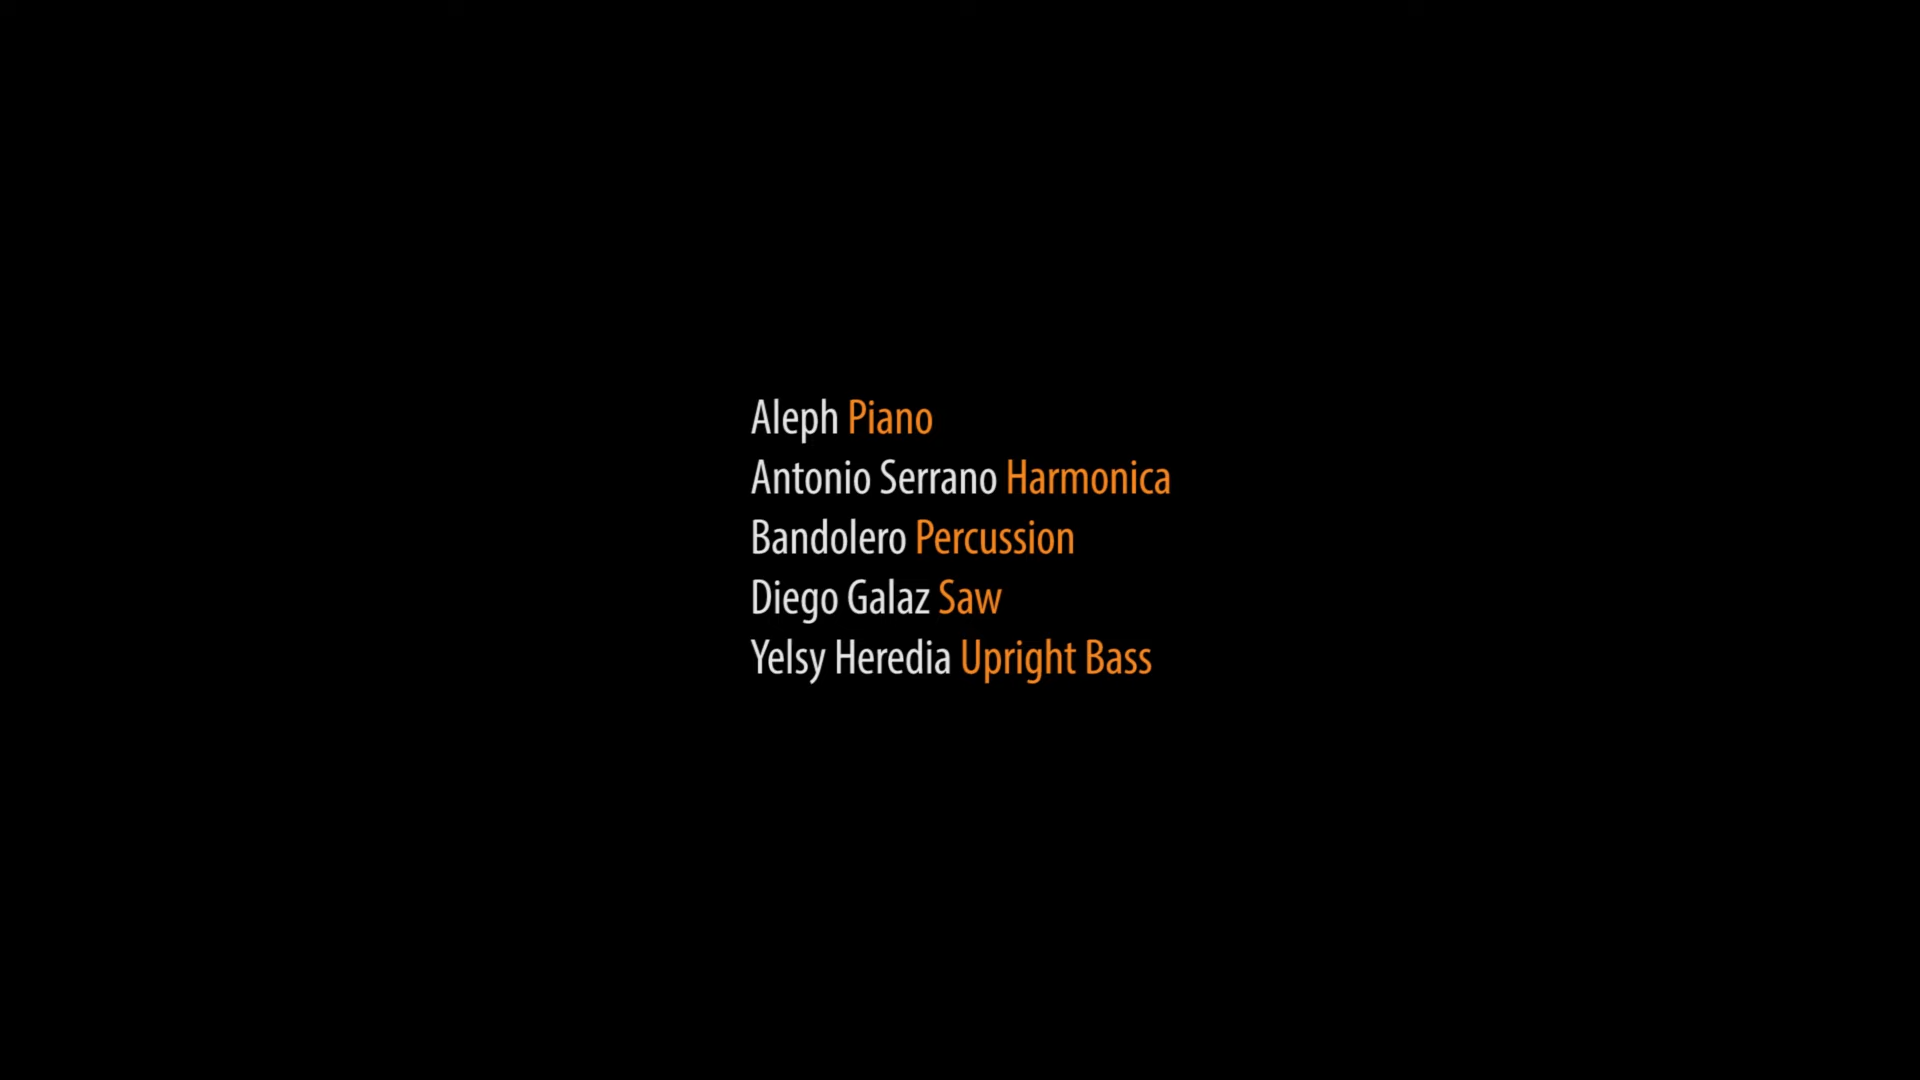 Aleph Piano
Antonio Serrano Harmonica
Bandolero Percussion
Diego Galaz Saw
Yelsy Heredia Upright Bass